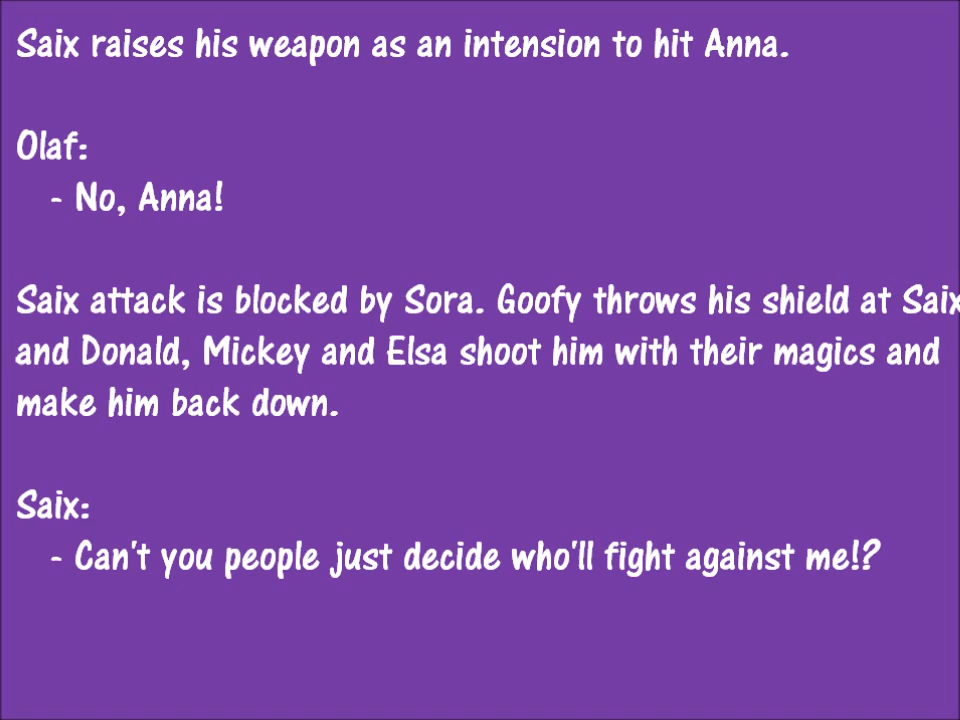 Saix raises his weapon as an intension to hit Anna.
Olaf:
- No, Anna!
Saix attack is blocked by Sora. Goofy throws his shield at Saix
and Donald, Mickey and Elsa shoot him with their magics and
make him back down.
Saix:
- Can't you people just decide who'll fight against me!?